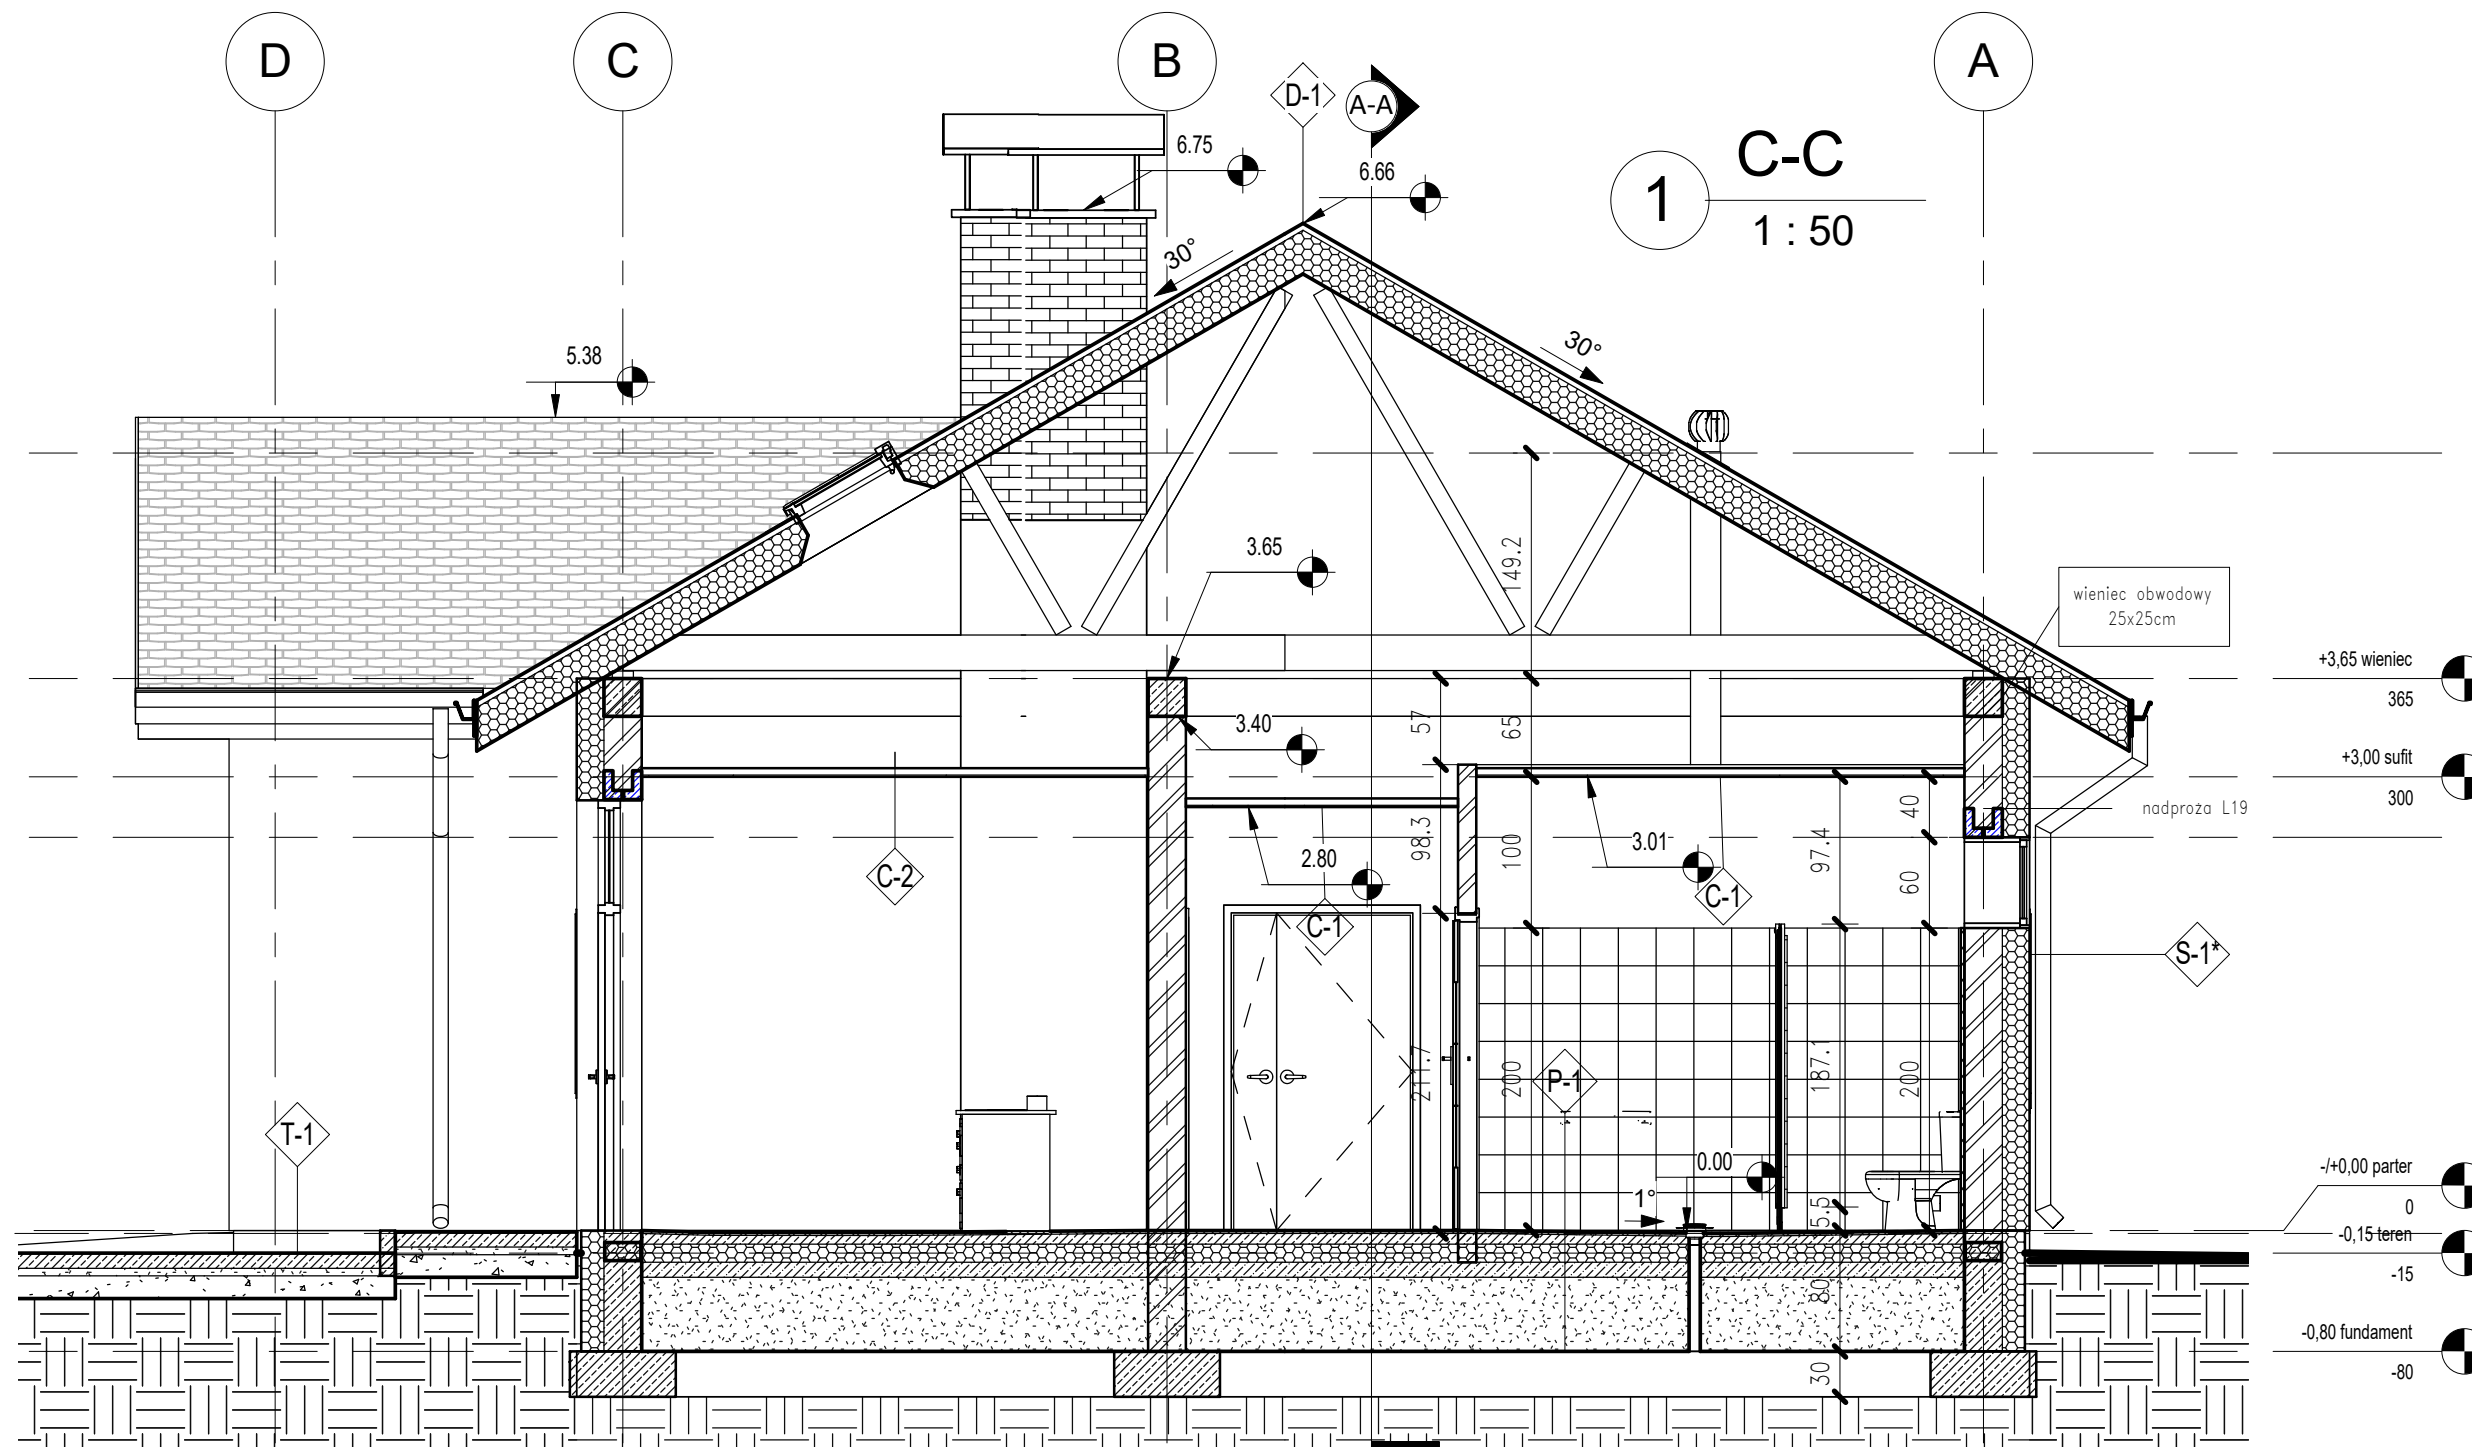 D
C
B
A
D-1
A-A
C-C
1
1 : 50
6.75
6.66
30°
30°
5.38
149.2
3.65
wieniec obwodowy
25x25cm
+3,65 wieniec
365
57
65
3.40
+3,00 sufit
300
nadproża L19
40
98.3
100
3.01
97.4
2.80
60
C-2
C-1
C-1
S-1*
211.7
200
P-1
187.1
200
T-1
0.00
1°
5.5
-/+0,00 parter
0
-0,15 teren
-15
80
-0,80 fundament
-80
30